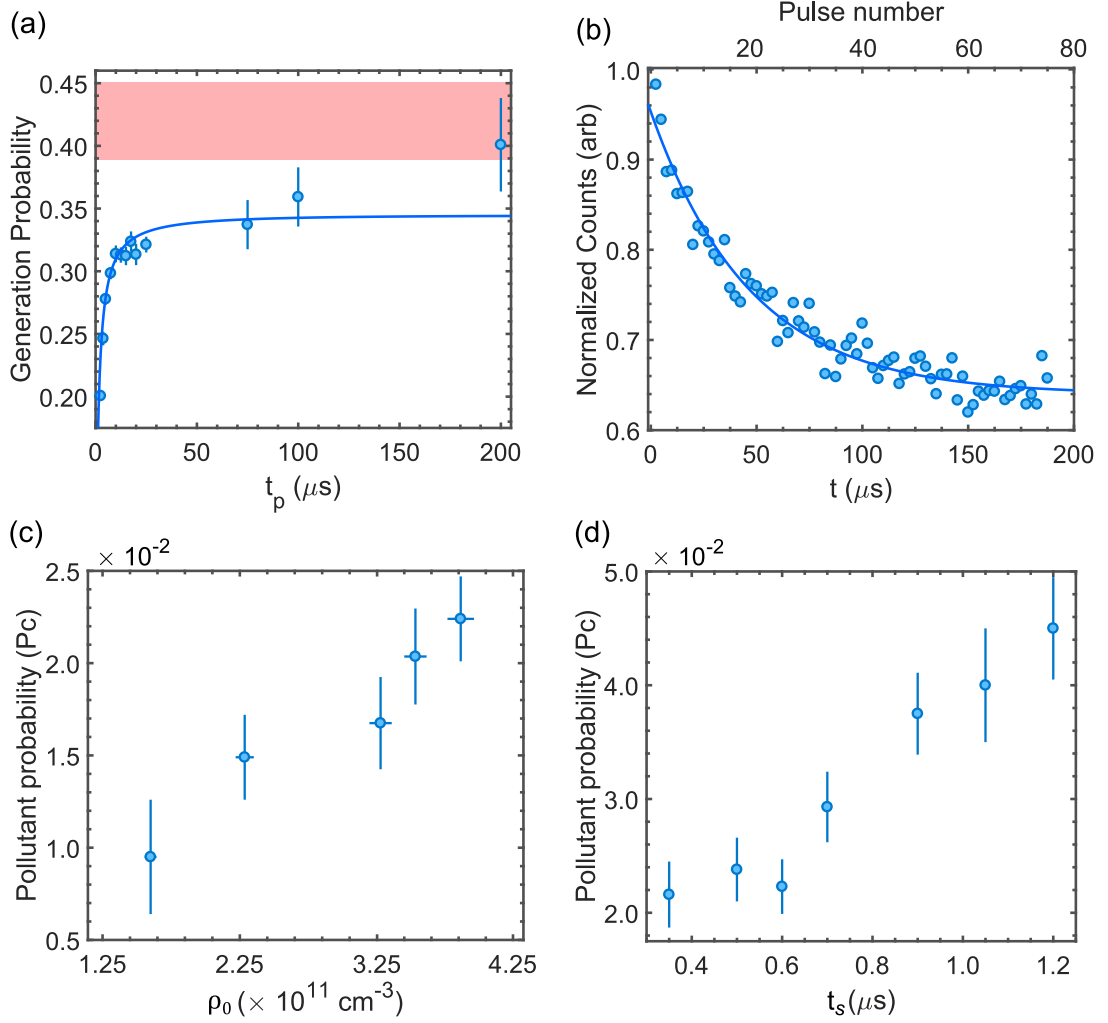 (a)
Generation Probability
0.45
0.40
0.35
0.30
0.25
0.20
0 50 100 150 200
t_p (μs)
(b)
Pulse number
20 40 60 80
Normalized Counts (arb)
1.0
0.9
0.8
0.7
0.6
0 50 100 150 200
t (μs)
(c)
× 10^-2
Pollutant probability (Pc)
2.5
2.0
1.5
1.0
0.5
1.25 2.25 3.25 4.25
ρ_0 (× 10^11 cm^-3)
(d)
× 10^-2
Pollutant probability (Pc)
5.0
4.0
3.0
2.0
0.4 0.6 0.8 1.0 1.2
t_s (μs)